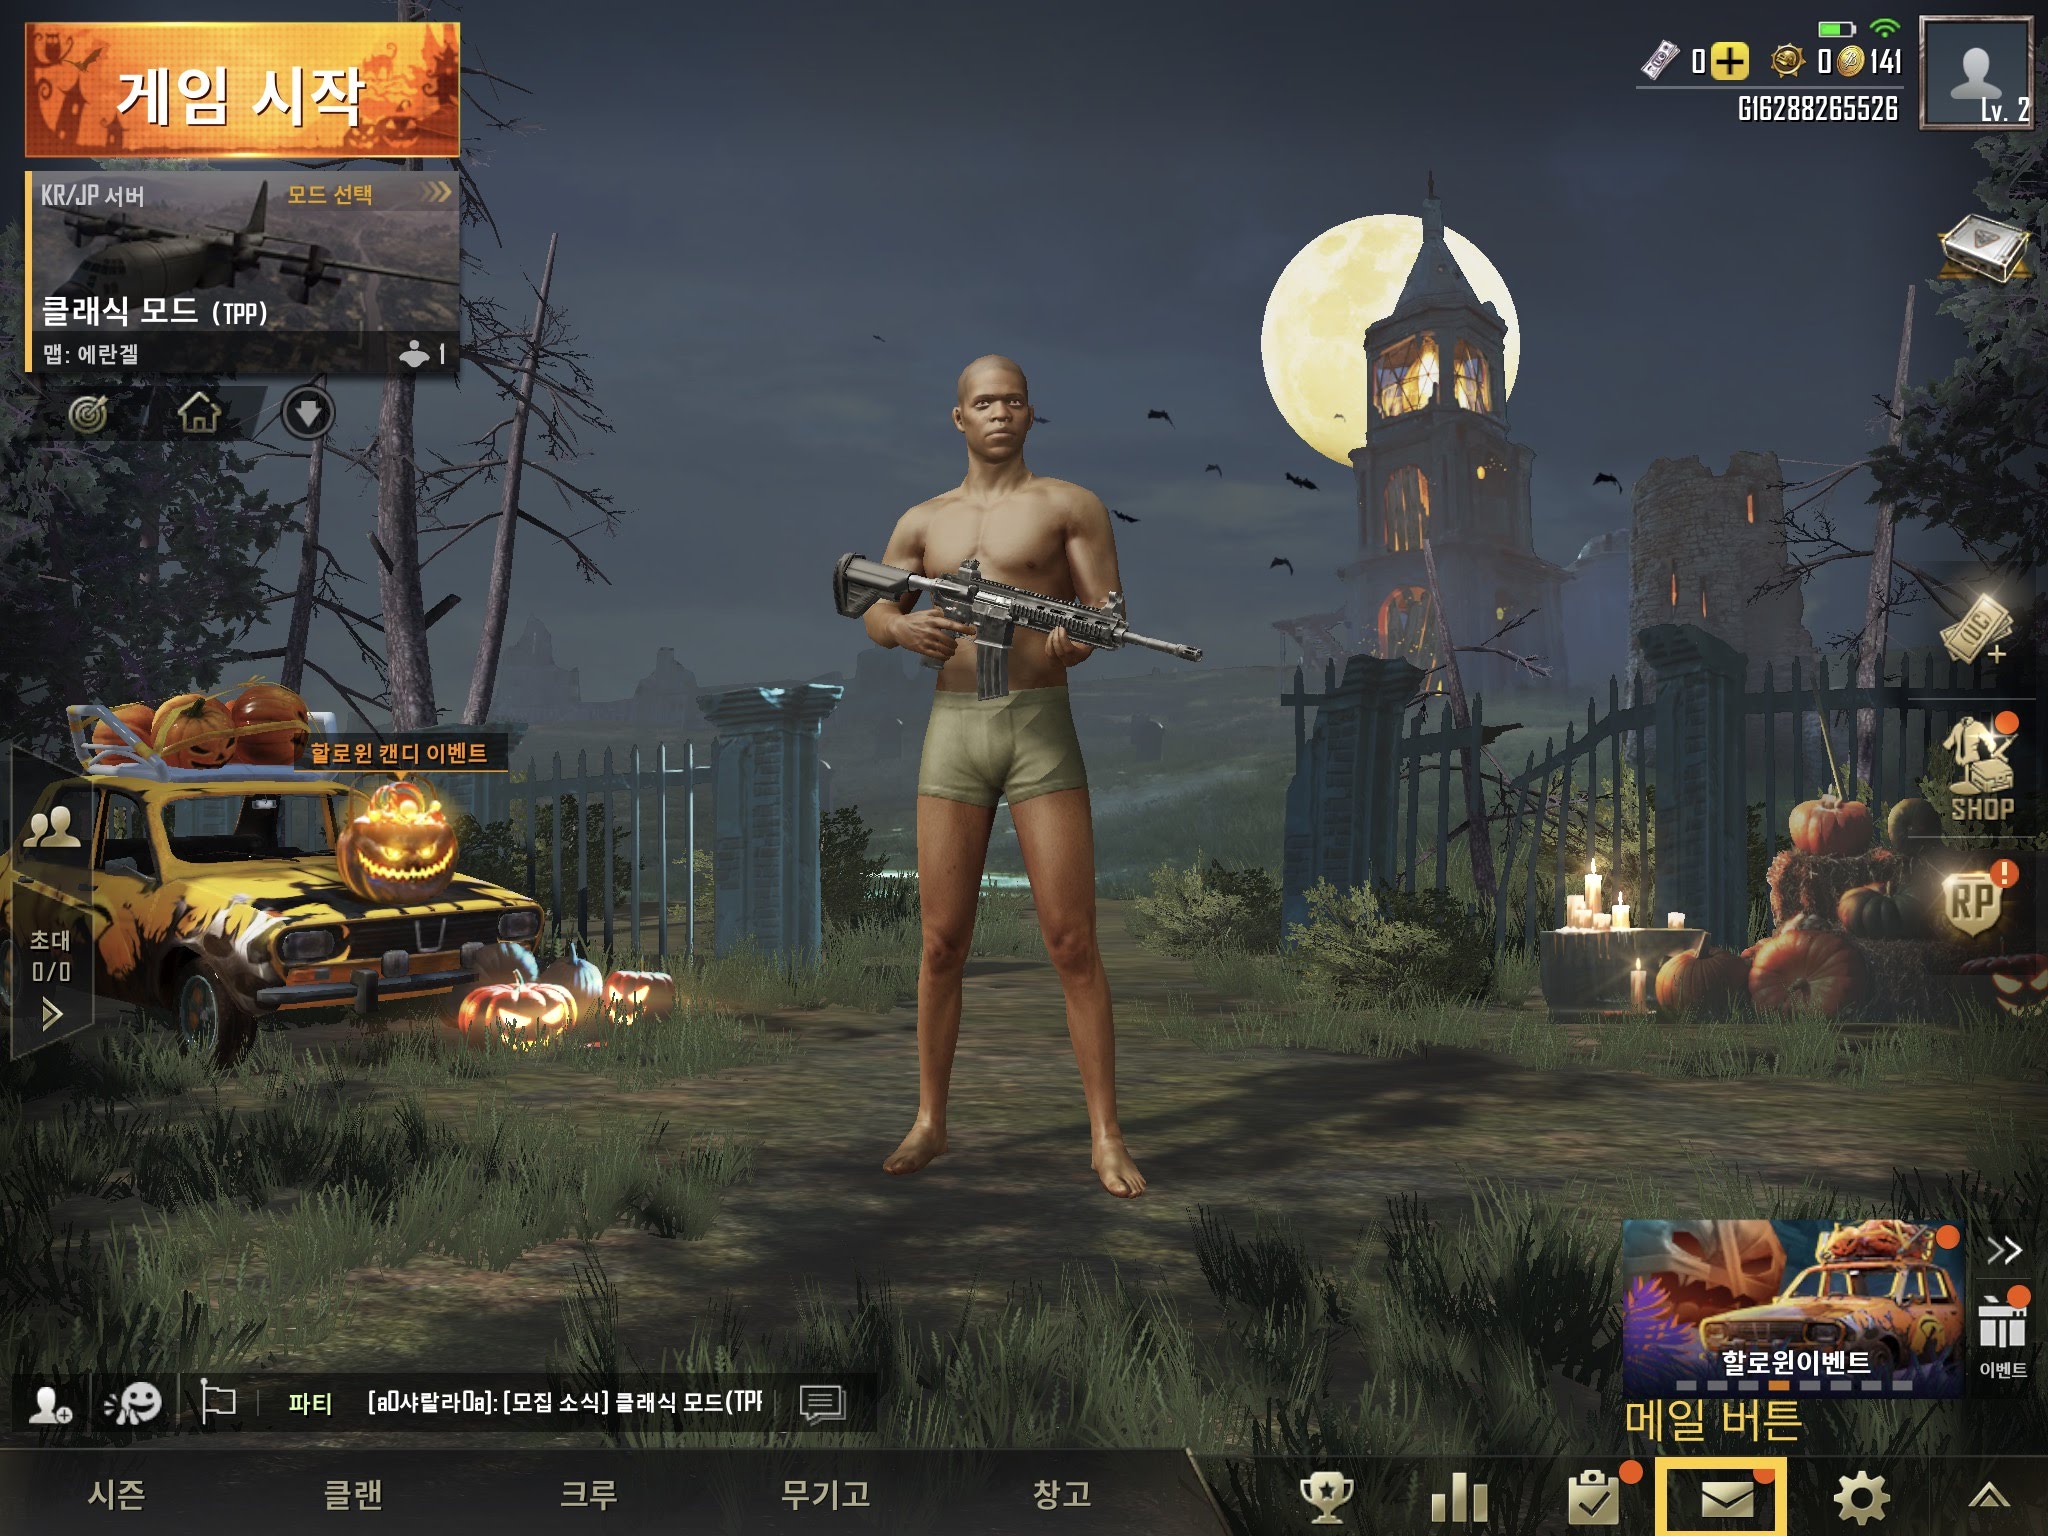 게임 시작
0 0 141
G16288265526
Lv. 2
KR/JP 서버 모드 선택
클래식 모드 (TPP)
맵: 에란겔 1
UC
할로윈 캔디 이벤트
SHOP
RP
초대
0/0
할로윈이벤트
이벤트
파티 [a0샤랄라0a]: [모집 소식] 클래식 모드(TPP
메일 버튼
시즌 클랜 크루 무기고 창고